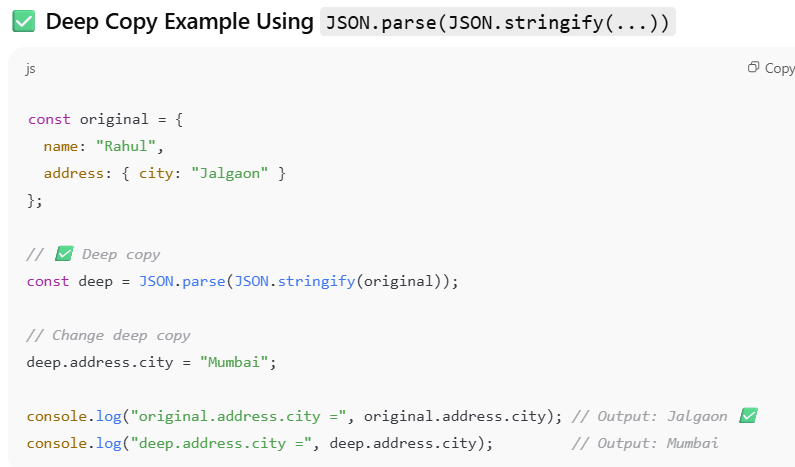 ✅ Deep Copy Example Using JSON.parse(JSON.stringify(...))
js
Copy
const original = {
  name: "Rahul",
  address: { city: "Jalgaon" }
};
// ✅ Deep copy
const deep = JSON.parse(JSON.stringify(original));
// Change deep copy
deep.address.city = "Mumbai";
console.log("original.address.city =", original.address.city); // Output: Jalgaon ✅
console.log("deep.address.city =", deep.address.city);         // Output: Mumbai